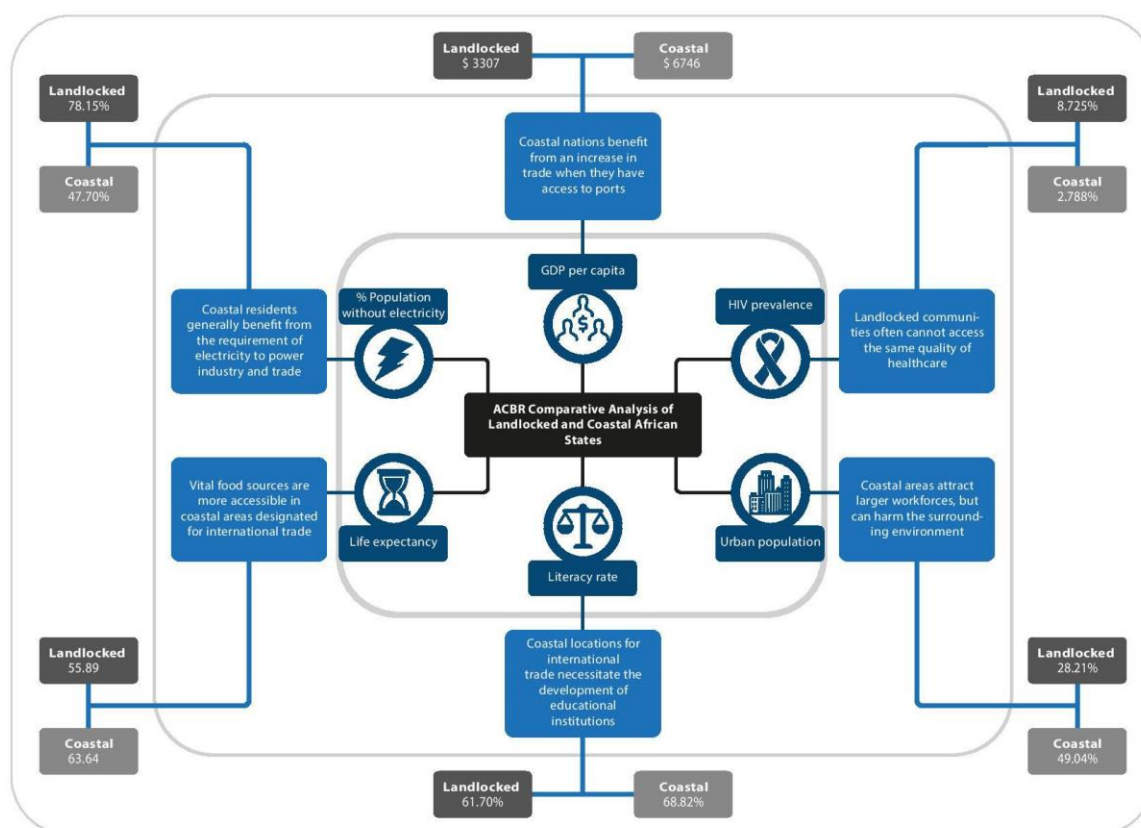 Landlocked
$ 3307
Coastal
$ 6746
Landlocked
78.15%
Coastal
47.70%
Landlocked
8.725%
Coastal
2.788%
Coastal nations benefit
from an increase in
trade when they have
access to ports
GDP per capita
% Population
without electricity
HIV prevalence
Coastal residents
generally benefit from
the requirement of
electricity to power
industry and trade
Landlocked communi-
ties often cannot access
the same quality of
healthcare
ACBR Comparative Analysis of
Landlocked and Coastal African
States
Vital food sources are
more accessible in
coastal areas designated
for international trade
Life expectancy
Literacy rate
Urban population
Coastal areas attract
larger workforces, but
can harm the surround-
ing environment
Coastal locations for
international
trade necessitate the
development of
educational
institutions
Landlocked
55.89
Coastal
63.64
Landlocked
28.21%
Coastal
49.04%
Landlocked
61.70%
Coastal
68.82%